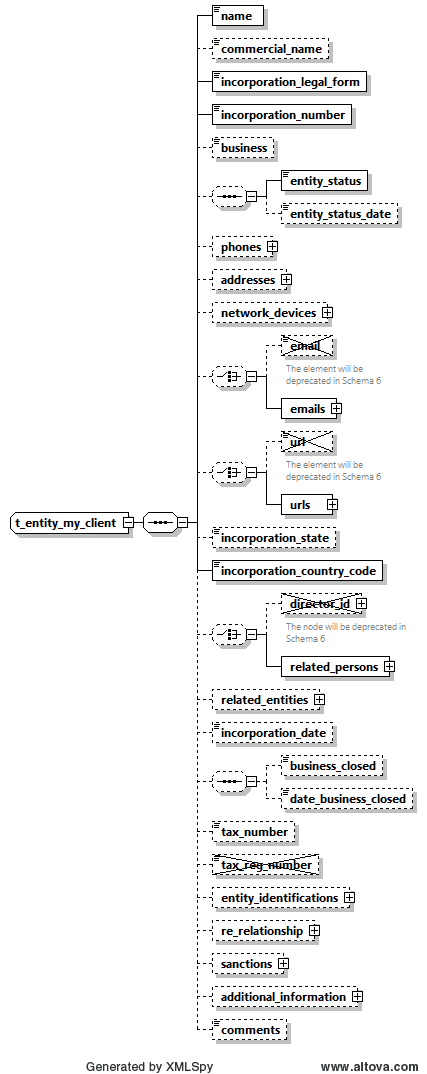 name
commercial_name
incorporation_legal_form
incorporation_number
business
entity_status
entity_status_date
phones
addresses
network_devices
email
The element will be
deprecated in Schema 6
emails
url
The element will be
deprecated in Schema 6
urls
t_entity_my_client
incorporation_state
incorporation_country_code
director_id
The node will be deprecated in
Schema 6
related_persons
related_entities
incorporation_date
business_closed
date_business_closed
tax_number
tax_reg_number
entity_identifications
re_relationship
sanctions
additional_information
comments
Generated by XMLSpy
www.altova.com